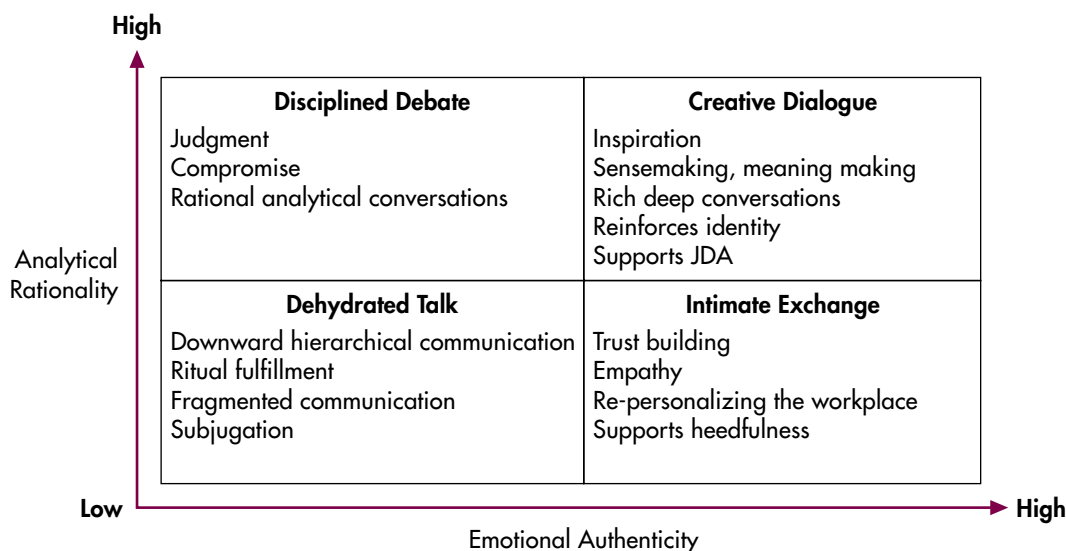 High
Disciplined Debate
Judgment
Compromise
Rational analytical conversations
Creative Dialogue
Inspiration
Sensemaking, meaning making
Rich deep conversations
Reinforces identity
Supports JDA
Analytical
Rationality
Dehydrated Talk
Downward hierarchical communication
Ritual fulfillment
Fragmented communication
Subjugation
Intimate Exchange
Trust building
Empathy
Re-personalizing the workplace
Supports heedfulness
Low
High
Emotional Authenticity